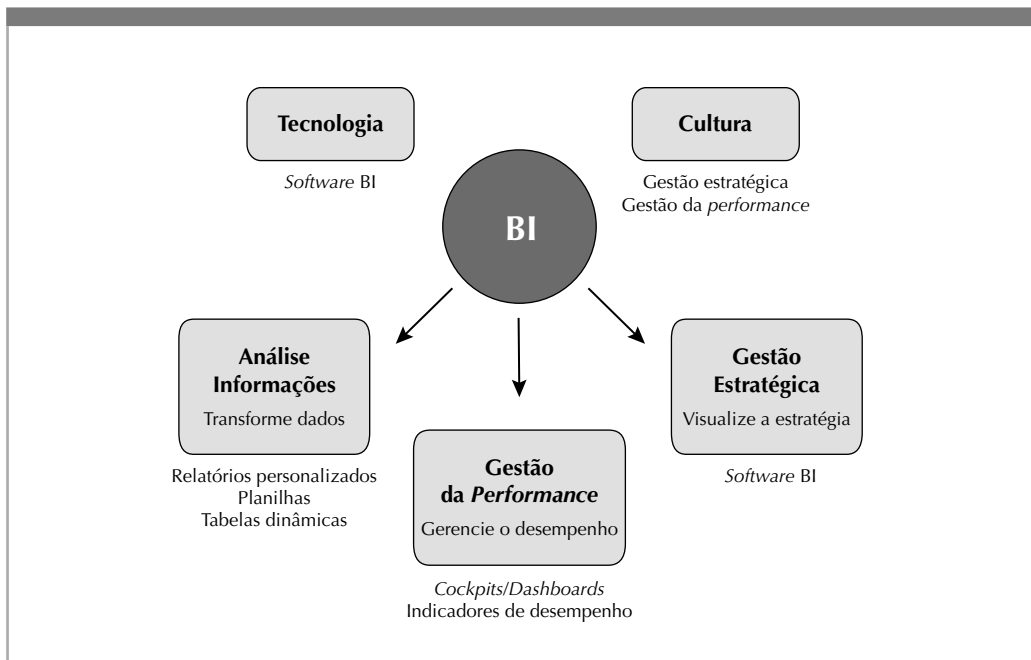 Tecnologia
Software BI
Cultura
Gestão estratégica
Gestão da performance
BI
Análise
Informações
Transforme dados
Relatórios personalizados
Planilhas
Tabelas dinâmicas
Gestão
da Performance
Gerencie o desempenho
Cockpits/Dashboards
Indicadores de desempenho
Gestão
Estratégica
Visualize a estratégia
Software BI